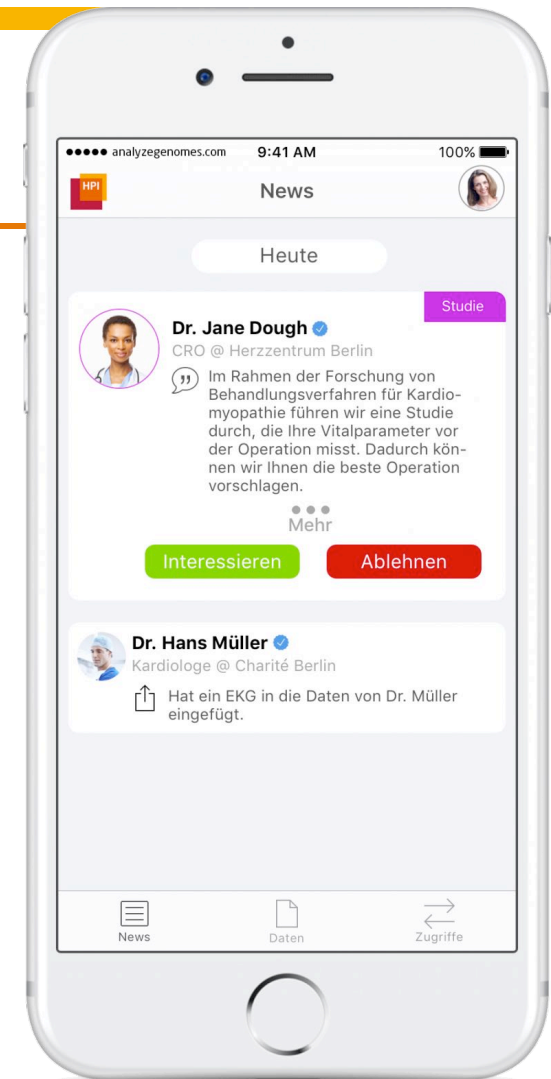 analyzegenomes.com 9:41 AM 100%
HPI
News
Heute
Studie
Dr. Jane Dough
CRO @ Herzzentrum Berlin
Im Rahmen der Forschung von
Behandlungsverfahren für Kardio-
myopathie führen wir eine Studie
durch, die Ihre Vitalparameter vor
der Operation misst. Dadurch kön-
nen wir Ihnen die beste Operation
vorschlagen.
Mehr
Interessieren Ablehnen
Dr. Hans Müller
Kardiologe @ Charité Berlin
Hat ein EKG in die Daten von Dr. Müller
eingefügt.
News Daten Zugriffe